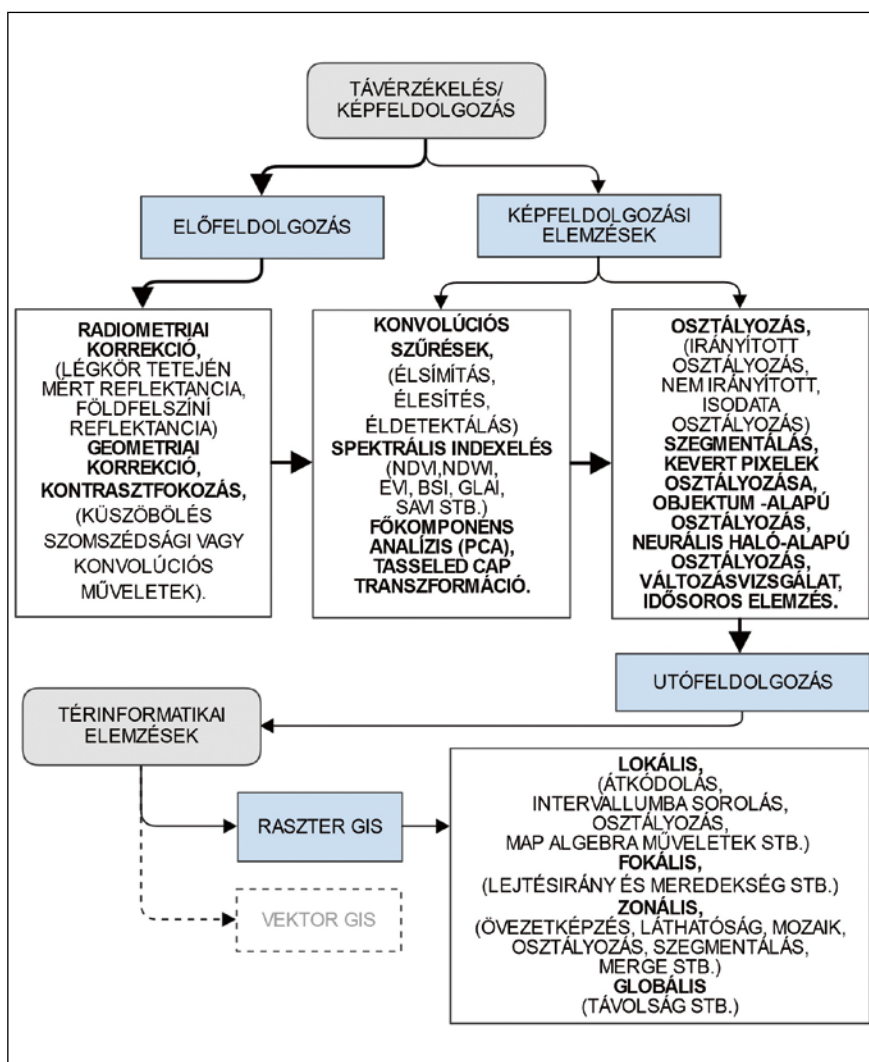 TÁVÉRZÉKELÉS/
KÉPFELDOLGOZÁS
ELŐFELDOLGOZÁS
KÉPFELDOLGOZÁSI
ELEMZÉSEK
RADIOMETRIAI
KORREKCIÓ,
(LÉGKÖR TETEJÉN
MÉRT REFLEKTANCIA,
FÖLDFELSZÍNI
REFLEKTANCIA)
GEOMETRIAI
KORREKCIÓ,
KONTRASZTFOKOZÁS,
(KÜSZÖBÖLÉS
SZOMSZÉDSÁGI VAGY
KONVOLÚCIÓS
MŰVELETEK).
KONVOLÚCIÓS
SZŰRÉSEK,
(ÉLSÍMÍTÁS,
ÉLESÍTÉS,
ÉLDETEKTÁLÁS)
SPEKTRÁLIS INDEXELÉS
(NDVI,NDWI,
EVI, BSI, GLAI,
SAVI STB.)
FŐKOMPONENS
ANALÍZIS (PCA),
TASSELED CAP
TRANSZFORMÁCIÓ.
OSZTÁLYOZÁS,
(IRÁNYÍTOTT
OSZTÁLYOZÁS,
NEM IRÁNYÍTOTT,
ISODATA
OSZTÁLYOZÁS)
SZEGMENTÁLÁS,
KEVERT PIXELEK
OSZTÁLYOZÁSA,
OBJEKTUM -ALAPÚ
OSZTÁLYOZÁS,
NEURÁLIS HALÓ-ALAPÚ
OSZTÁLYOZÁS,
VÁLTOZÁSVIZSGÁLAT,
IDŐSOROS ELEMZÉS.
UTÓFELDOLGOZÁS
TÉRINFORMATIKAI
ELEMZÉSEK
RASZTER GIS
VEKTOR GIS
LOKÁLIS,
(ÁTKÓDOLÁS,
INTERVALLUMBA SOROLÁS,
OSZTÁLYOZÁS,
MAP ALGEBRA MŰVELETEK STB.)
FOKÁLIS,
(LEJTÉSIRÁNY ÉS MEREDEKSÉG STB.)
ZONÁLIS,
(ÖVEZETKÉPZÉS, LÁTHATÓSÁG, MOZAIK,
OSZTÁLYOZÁS, SZEGMENTÁLÁS,
MERGE STB.)
GLOBÁLIS
(TÁVOLSÁG STB.)